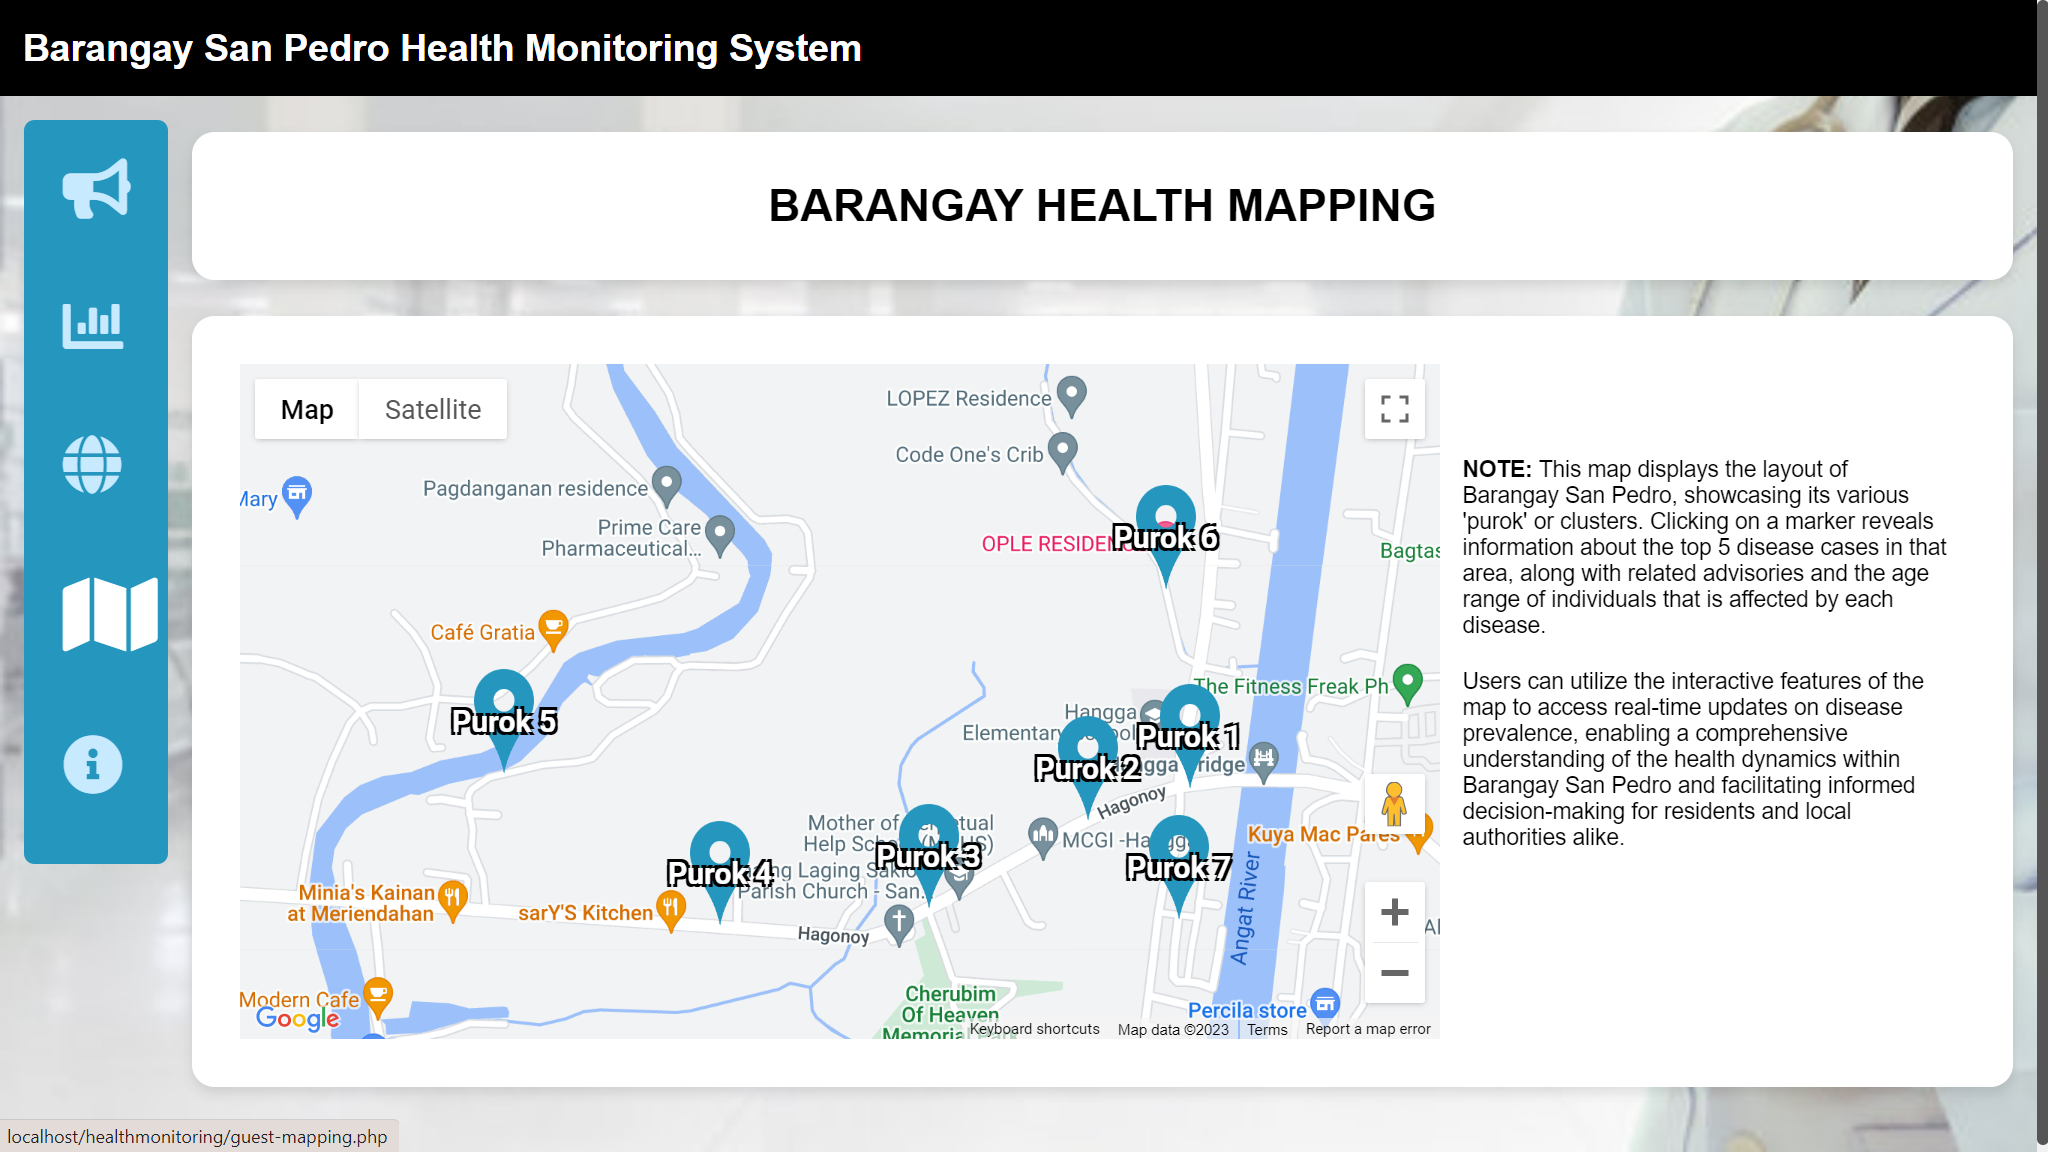 Barangay San Pedro Health Monitoring System
BARANGAY HEALTH MAPPING
Map
Satellite
LOPEZ Residence
Code One's Crib
Pagdanganan residence
Mary
Prime Care
Pharmaceutical...
Purok 6
OPLE RESIDEN
Bagtas
Café Gratia
Purok 5
The Fitness Freak Ph
Hangga
Elementary
Purok 1
Purok 2
Hagonoy
Mother of
Help School
Purok 3
MCGI -Hangga
Kuya Mac Pares
Purok 7
Purok 4
ng Laging Saklo
Parish Church - San...
Minia's Kainan
at Meriendahan
sarY'S Kitchen
Hagonoy
Angat River
Modern Cafe
Google
Cherubim
Of Heaven
Memorial Park
Percila store
Keyboard shortcuts
Map data ©2023
Terms
Report a map error
NOTE: This map displays the layout of
Barangay San Pedro, showcasing its various
'purok' or clusters. Clicking on a marker reveals
information about the top 5 disease cases in that
area, along with related advisories and the age
range of individuals that is affected by each
disease.
Users can utilize the interactive features of the
map to access real-time updates on disease
prevalence, enabling a comprehensive
understanding of the health dynamics within
Barangay San Pedro and facilitating informed
decision-making for residents and local
authorities alike.
localhost/healthmonitoring/guest-mapping.php